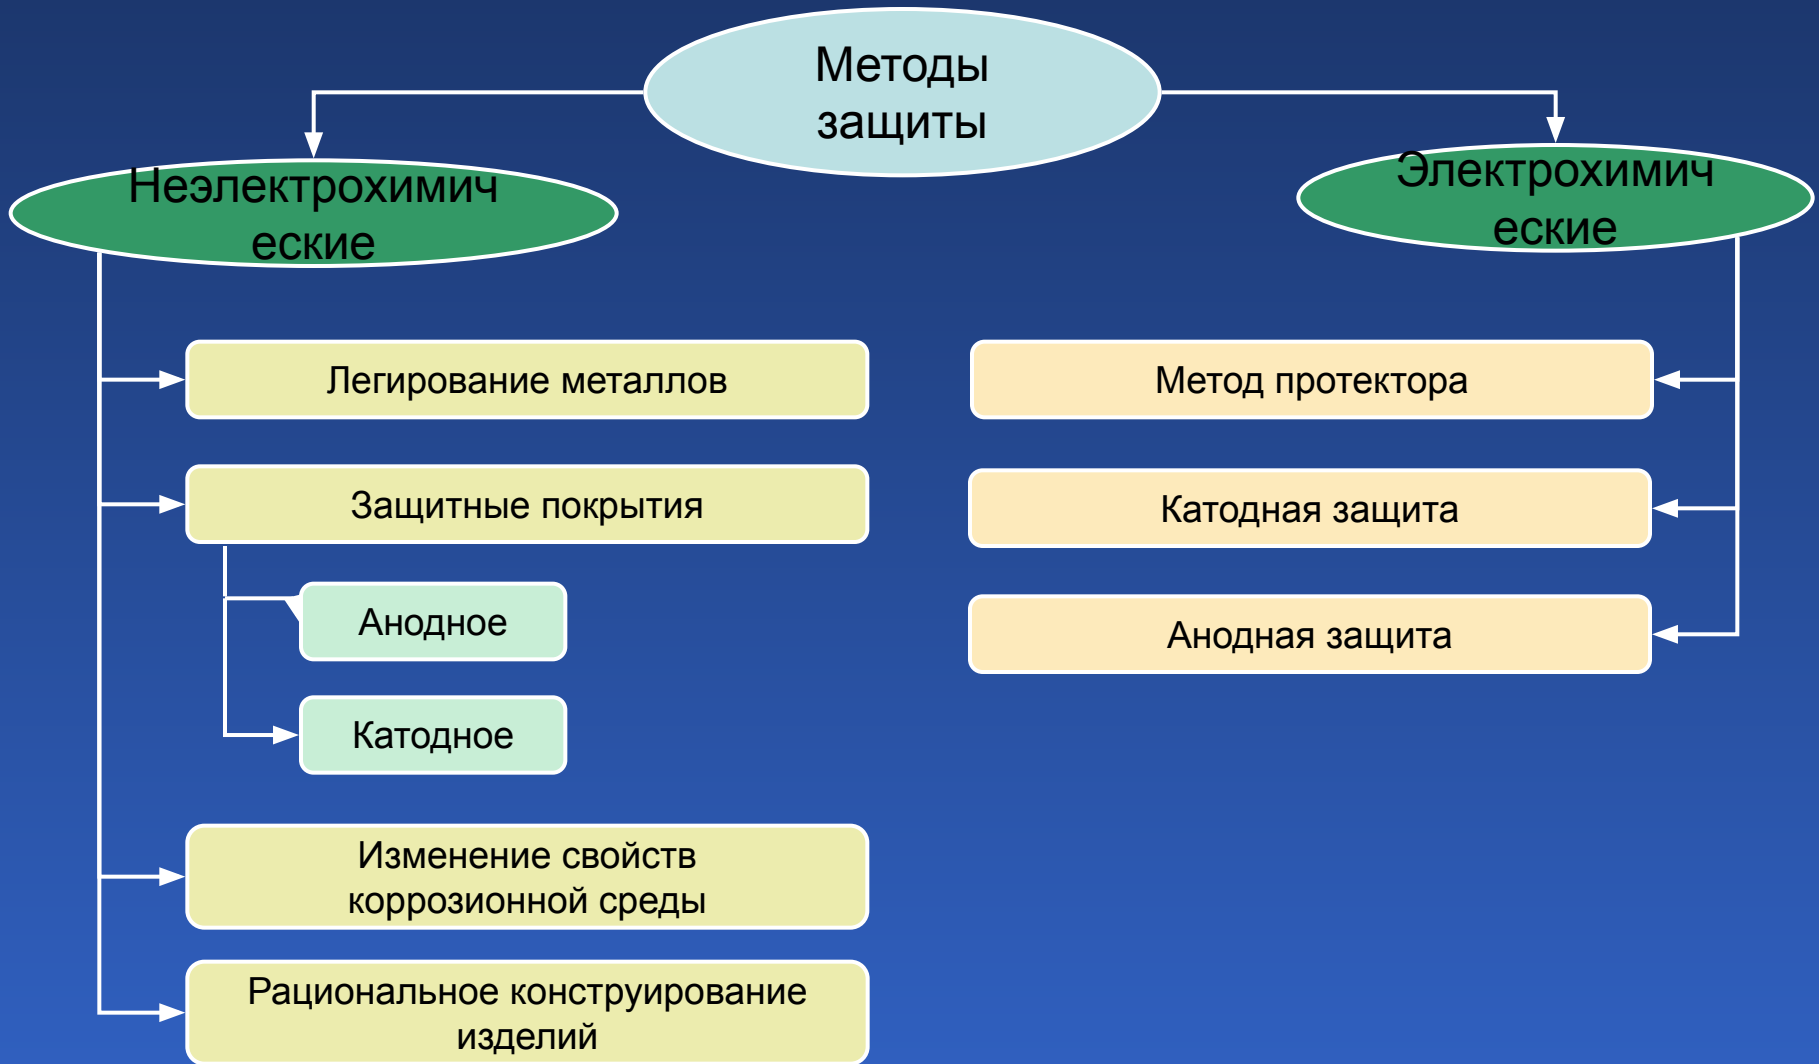 Методы
защиты
Неэлектрохимич
еские
Электрохимич
еские
Легирование металлов
Метод протектора
Защитные покрытия
Катодная защита
Анодное
Анодная защита
Катодное
Изменение свойств
коррозионной среды
Рациональное конструирование
изделий